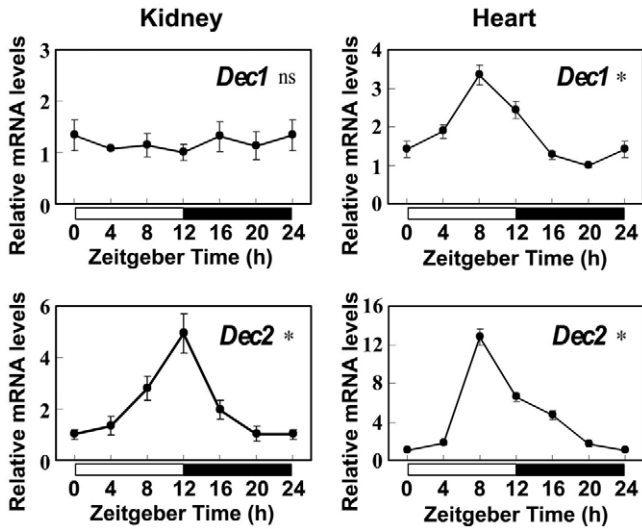 Kidney
Heart
Relative mRNA levels
3
2
1
0
Dec1 ns
0 4 8 12 16 20 24
Zeitgeber Time (h)
Relative mRNA levels
4
3
2
1
0
Dec1 *
0 4 8 12 16 20 24
Zeitgeber Time (h)
Relative mRNA levels
6
4
2
0
Dec2 *
0 4 8 12 16 20 24
Zeitgeber Time (h)
Relative mRNA levels
16
12
8
4
0
Dec2 *
0 4 8 12 16 20 24
Zeitgeber Time (h)